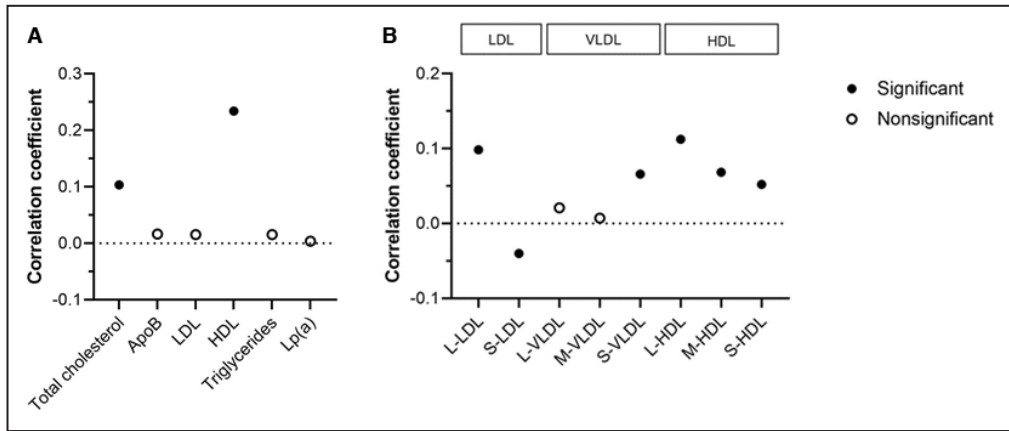 A
Correlation coefficient
0.3
0.2
0.1
0.0
-0.1
Total cholesterol
ApoB
LDL
HDL
Triglycerides
Lp(a)
B
LDL
VLDL
HDL
Correlation coefficient
0.2
0.1
0.0
-0.1
L-LDL
S-LDL
L-VLDL
M-VLDL
S-VLDL
L-HDL
M-HDL
S-HDL
Significant
Nonsignificant